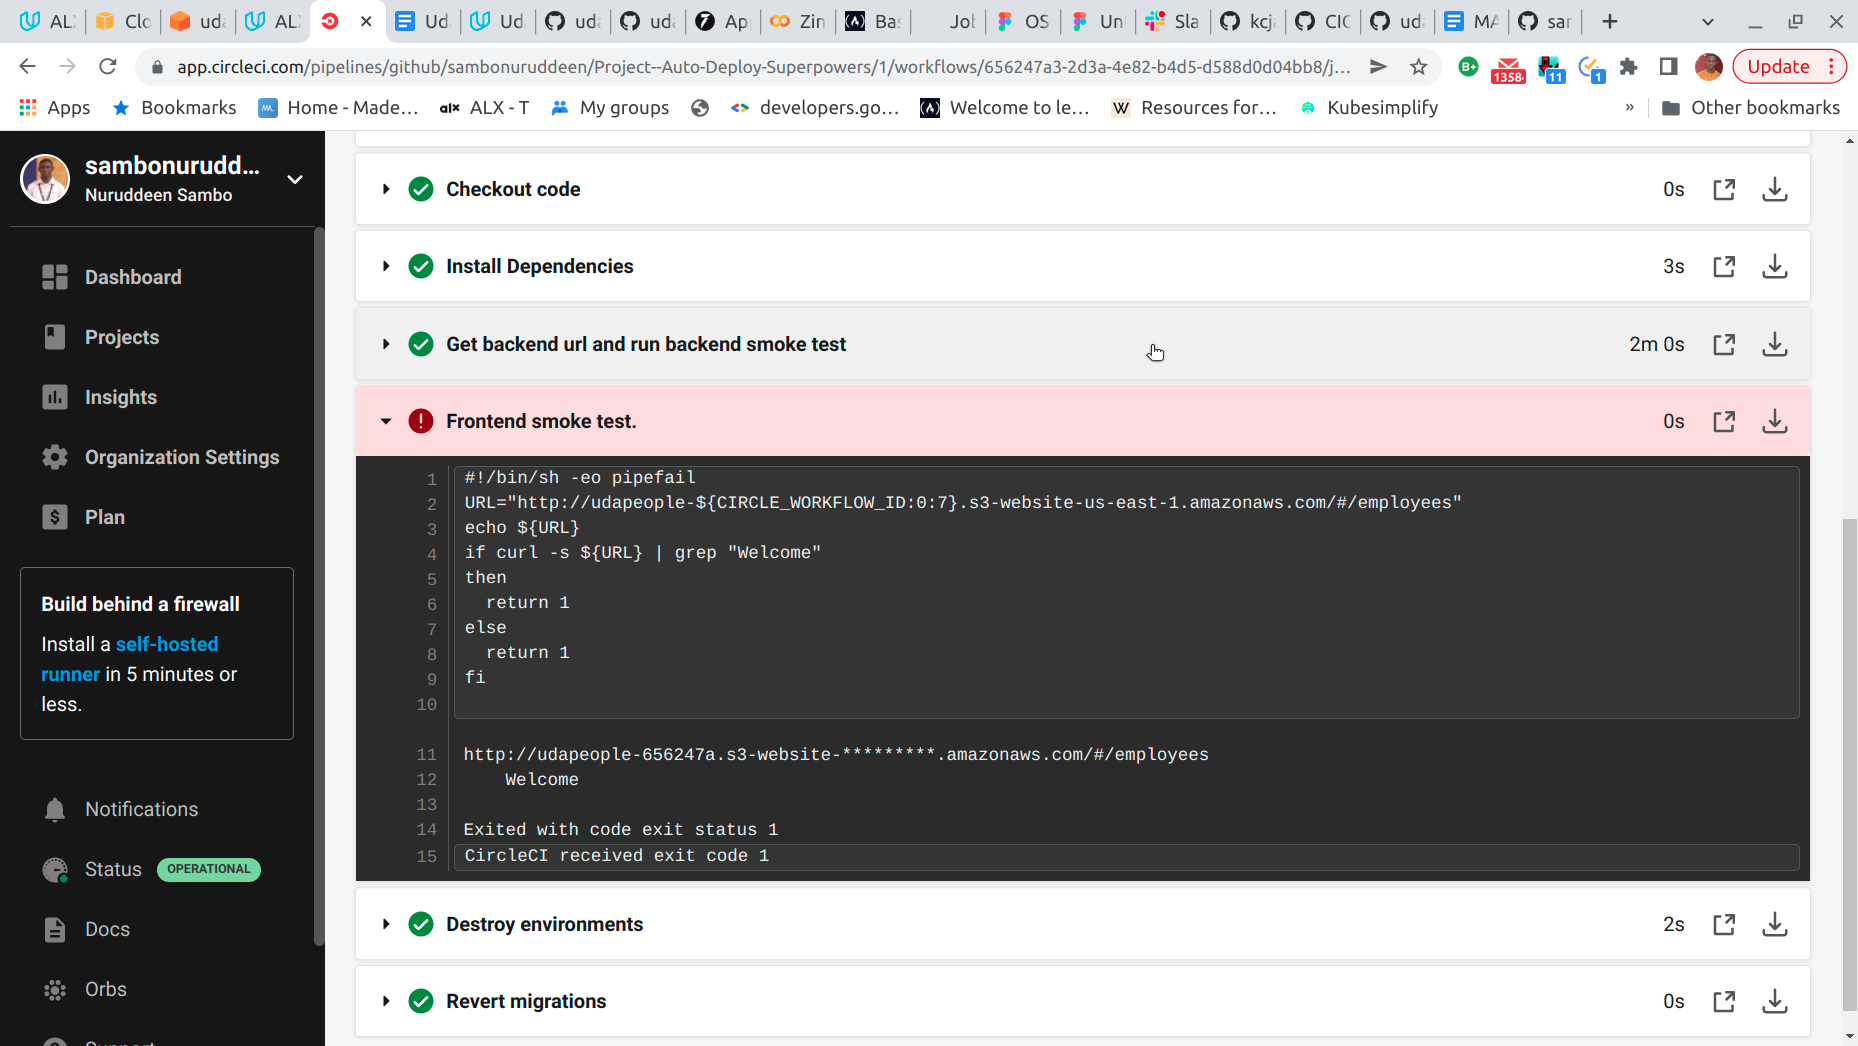 AL
Clo
uda
AL
Ud
Ud
uda
uda
Ap
Zin
Bas
Jol
OS
Un
Sla
kcj
CIC
uda
MA
sar
app.circleci.com/pipelines/github/sambonuruddeen/Project--Auto-Deploy-Superpowers/1/workflows/656247a3-2d3a-4e82-b4d5-d588d0d04bb8/j...
B+
1358
11
1
Update
Apps
Bookmarks
Home - Made...
alx
ALX - T
My groups
developers.go...
Welcome to le...
W
Resources for...
Kubesimplify
»
Other bookmarks
sambonurudd...
Nuruddeen Sambo
Dashboard
Projects
Insights
Organization Settings
Plan
Build behind a firewall
Install a self-hosted
runner in 5 minutes or
less.
Notifications
Status OPERATIONAL
Docs
Orbs
Support
Checkout code 0s
Install Dependencies 3s
Get backend url and run backend smoke test 2m 0s
Frontend smoke test. 0s
1 #!/bin/sh -eo pipefail
2 URL="http://udapeople-${CIRCLE_WORKFLOW_ID:0:7}.s3-website-us-east-1.amazonaws.com/#/employees"
3 echo ${URL}
4 if curl -s ${URL} | grep "Welcome"
5 then
6 return 1
7 else
8 return 1
9 fi
10
11 http://udapeople-656247a.s3-website-*********.amazonaws.com/#/employees
12 Welcome
13
14 Exited with code exit status 1
15 CircleCI received exit code 1
Destroy environments 2s
Revert migrations 0s